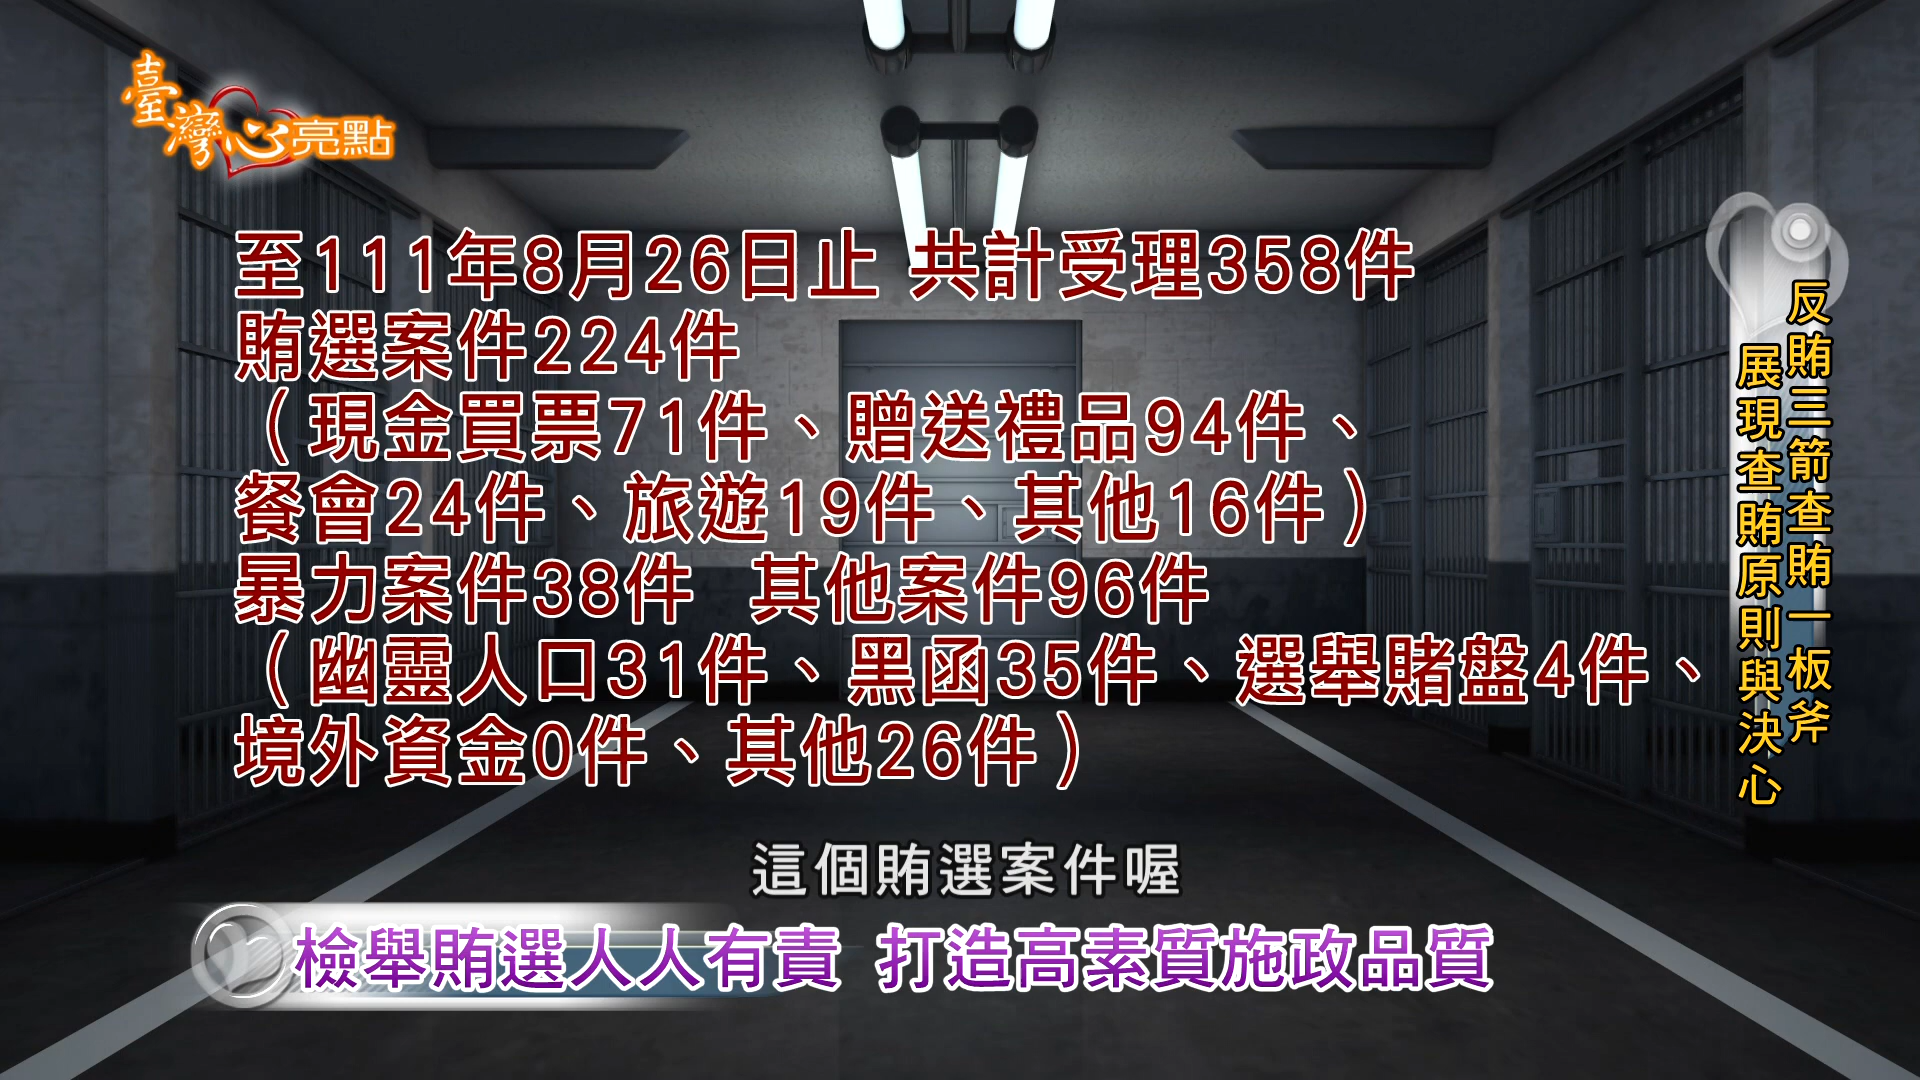 臺灣心亮點
至111年8月26日止 共計受理358件
賄選案件224件
（現金買票71件、贈送禮品94件、
餐會24件、旅遊19件、其他16件）
暴力案件38件 其他案件96件
（幽靈人口31件、黑函35件、選舉賭盤4件、
境外資金0件、其他26件）
反賄三箭查賄一板斧
展現查賄原則與決心
這個賄選案件喔
檢舉賄選人人有責 打造高素質施政品質